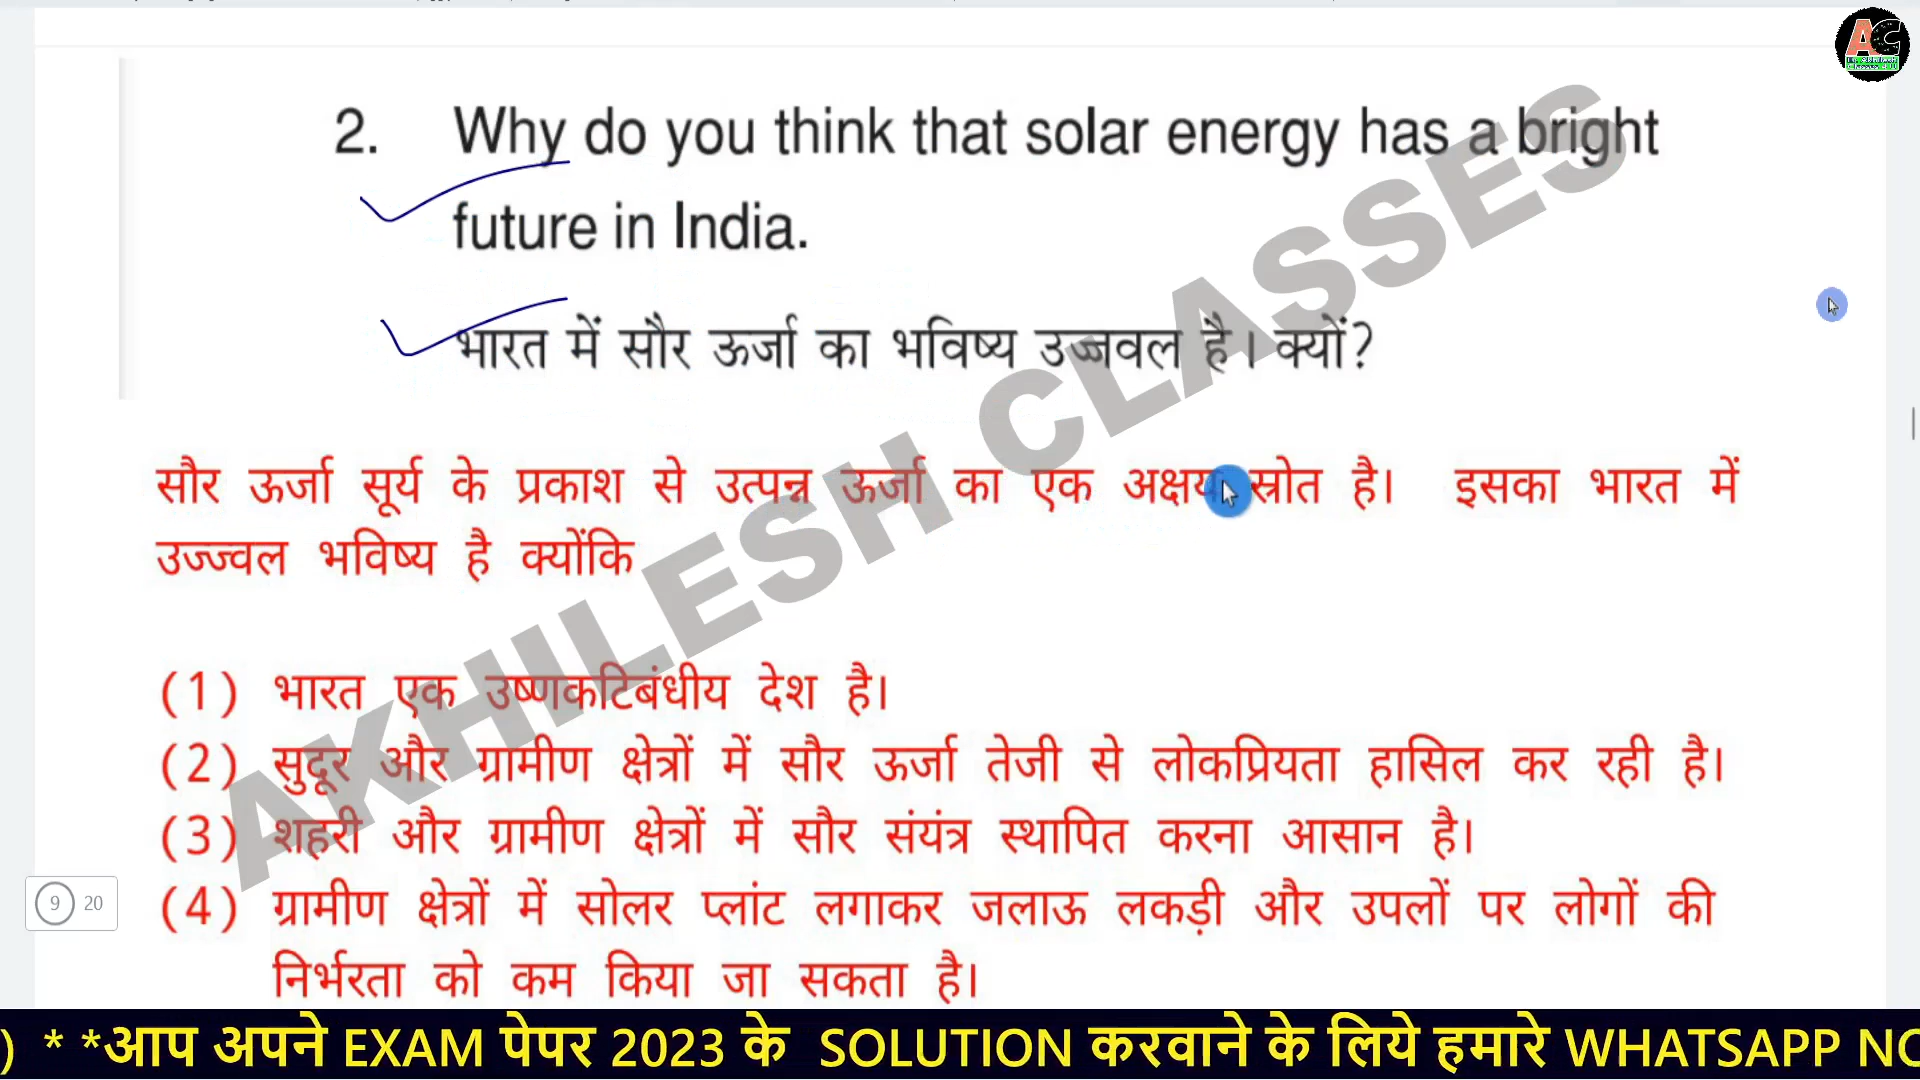 2. Why do you think that solar energy has a bright
future in India.
भारत में सौर ऊर्जा का भविष्य उज्जवल है। क्यों?
सौर ऊर्जा सूर्य के प्रकाश से उत्पन्न ऊर्जा का एक अक्षय स्रोत है। इसका भारत में
उज्ज्वल भविष्य है क्योंकि
(1) भारत एक उष्णकटिबंधीय देश है।
(2) सुदूर और ग्रामीण क्षेत्रों में सौर ऊर्जा तेजी से लोकप्रियता हासिल कर रही है।
(3) शहरी और ग्रामीण क्षेत्रों में सौर संयंत्र स्थापित करना आसान है।
(4) ग्रामीण क्षेत्रों में सोलर प्लांट लगाकर जलाऊ लकड़ी और उपलों पर लोगों की
निर्भरता को कम किया जा सकता है।
AKHILESH CLASSES
AC
9 20
) * *आप अपने EXAM पेपर 2023 के SOLUTION करवाने के लिये हमारे WHATSAPP NO